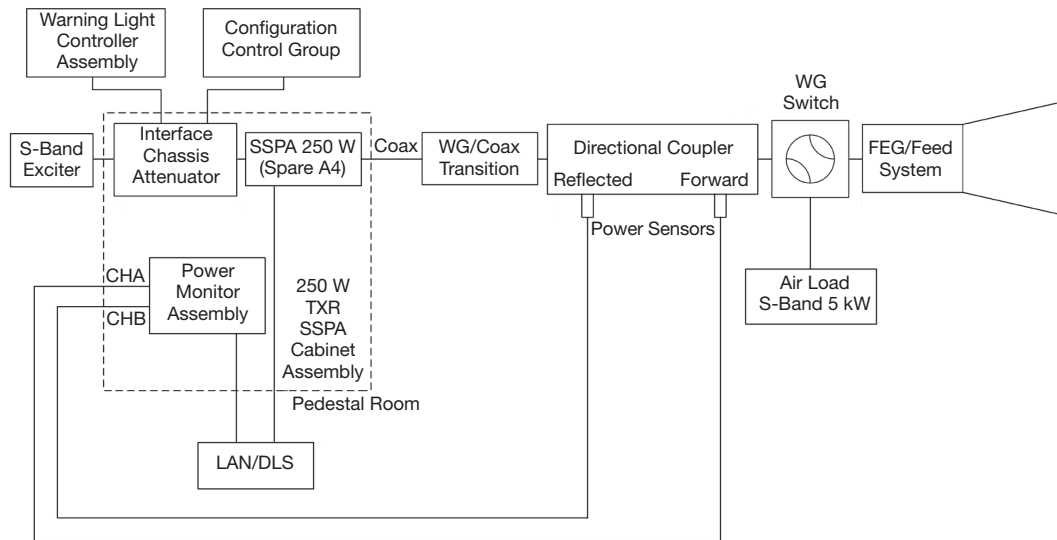 Warning Light
Controller
Assembly
Configuration
Control Group
WG
Switch
S-Band
Exciter
Interface
Chassis
Attenuator
SSPA 250 W
(Spare A4)
Coax
WG/Coax
Transition
Directional Coupler
Reflected
Forward
FEG/Feed
System
Power Sensors
CHA
CHB
Power
Monitor
Assembly
250 W
TXR
SSPA
Cabinet
Assembly
Air Load
S-Band 5 kW
Pedestal Room
LAN/DLS